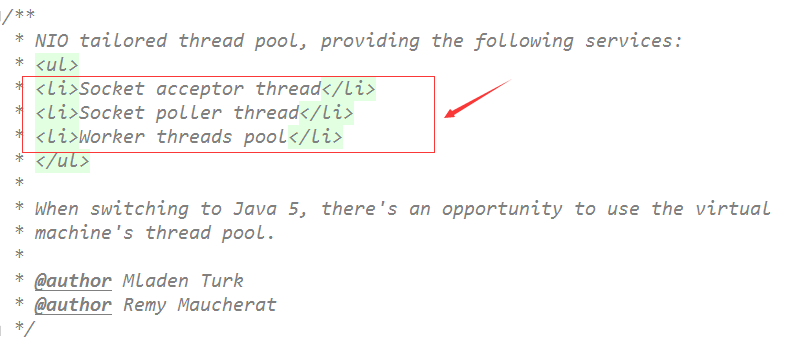 /**
* NIO tailored thread pool, providing the following services:
* <ul>
* <li>Socket acceptor thread</li>
* <li>Socket poller thread</li>
* <li>Worker threads pool</li>
* </ul>
*
* When switching to Java 5, there's an opportunity to use the virtual
* machine's thread pool.
*
* @author Mladen Turk
* @author Remy Maucherat
*/